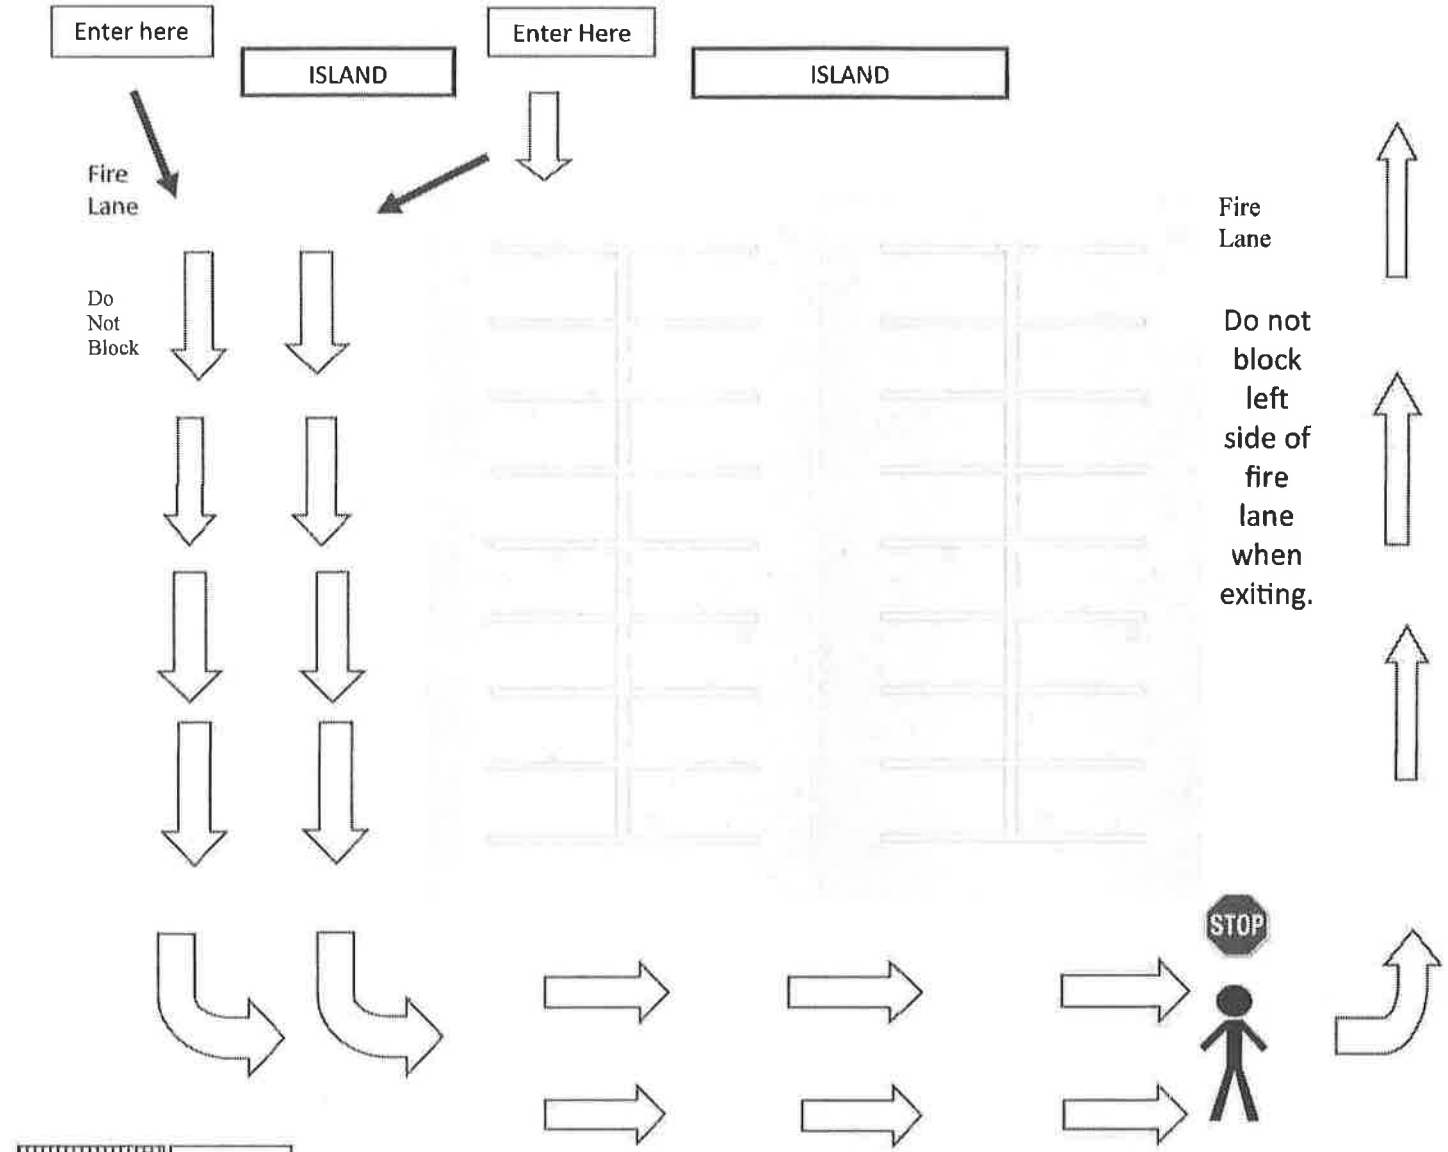 Enter here
Enter Here
ISLAND
ISLAND
Fire
Lane
Do
Not
Block
Fire
Lane
Do not
block
left
side of
fire
lane
when
exiting.
STOP